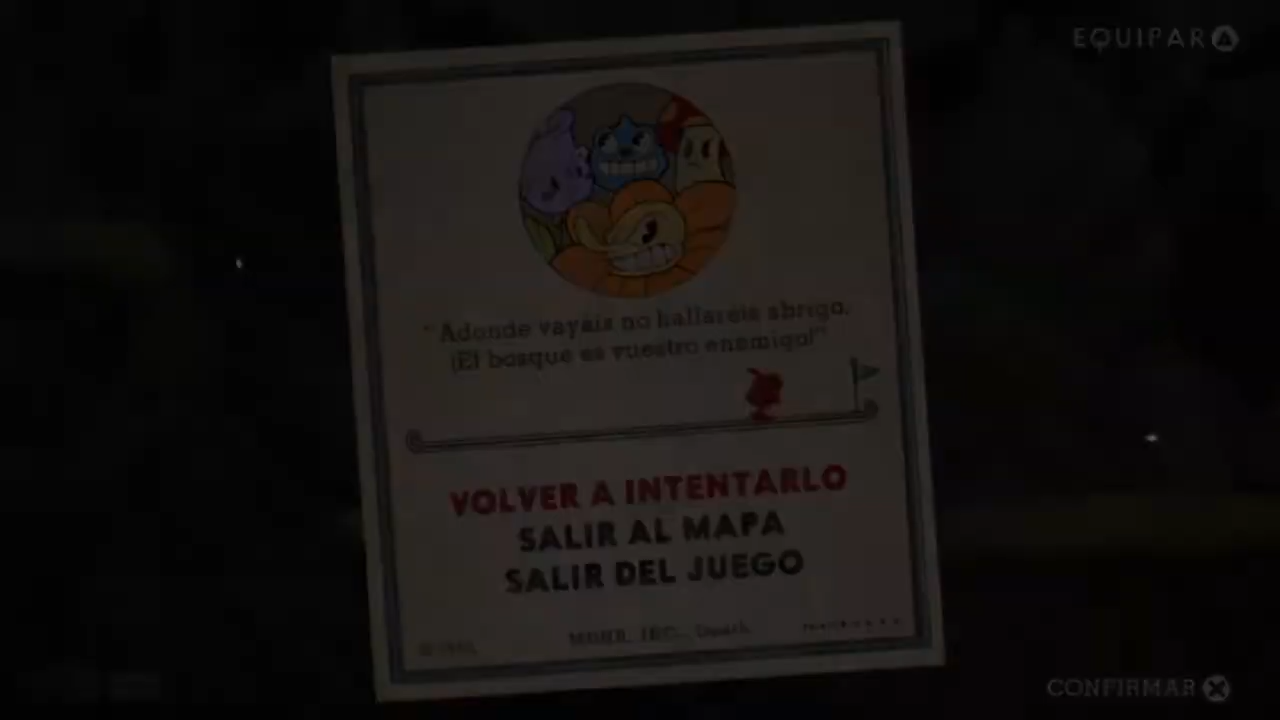 EQUIPAR
"Adonde vayáis no hallaréis abrigo.
¡El bosque es vuestro enemigo!"
VOLVER A INTENTARLO
SALIR AL MAPA
SALIR DEL JUEGO
CONFIRMAR